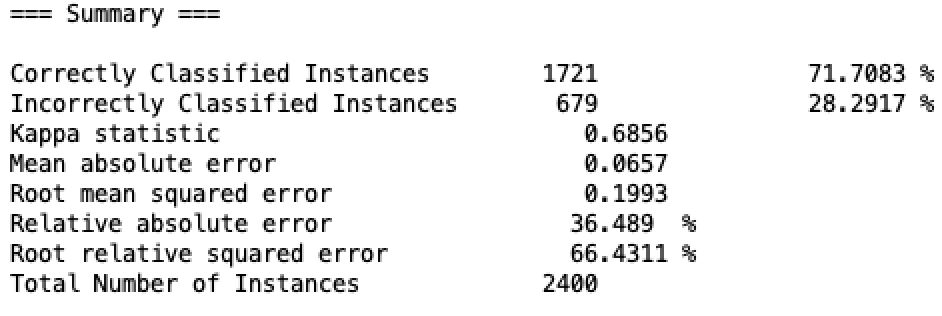 === Summary ===
Correctly Classified Instances 1721 71.7083 %
Incorrectly Classified Instances 679 28.2917 %
Kappa statistic 0.6856
Mean absolute error 0.0657
Root mean squared error 0.1993
Relative absolute error 36.489 %
Root relative squared error 66.4311 %
Total Number of Instances 2400